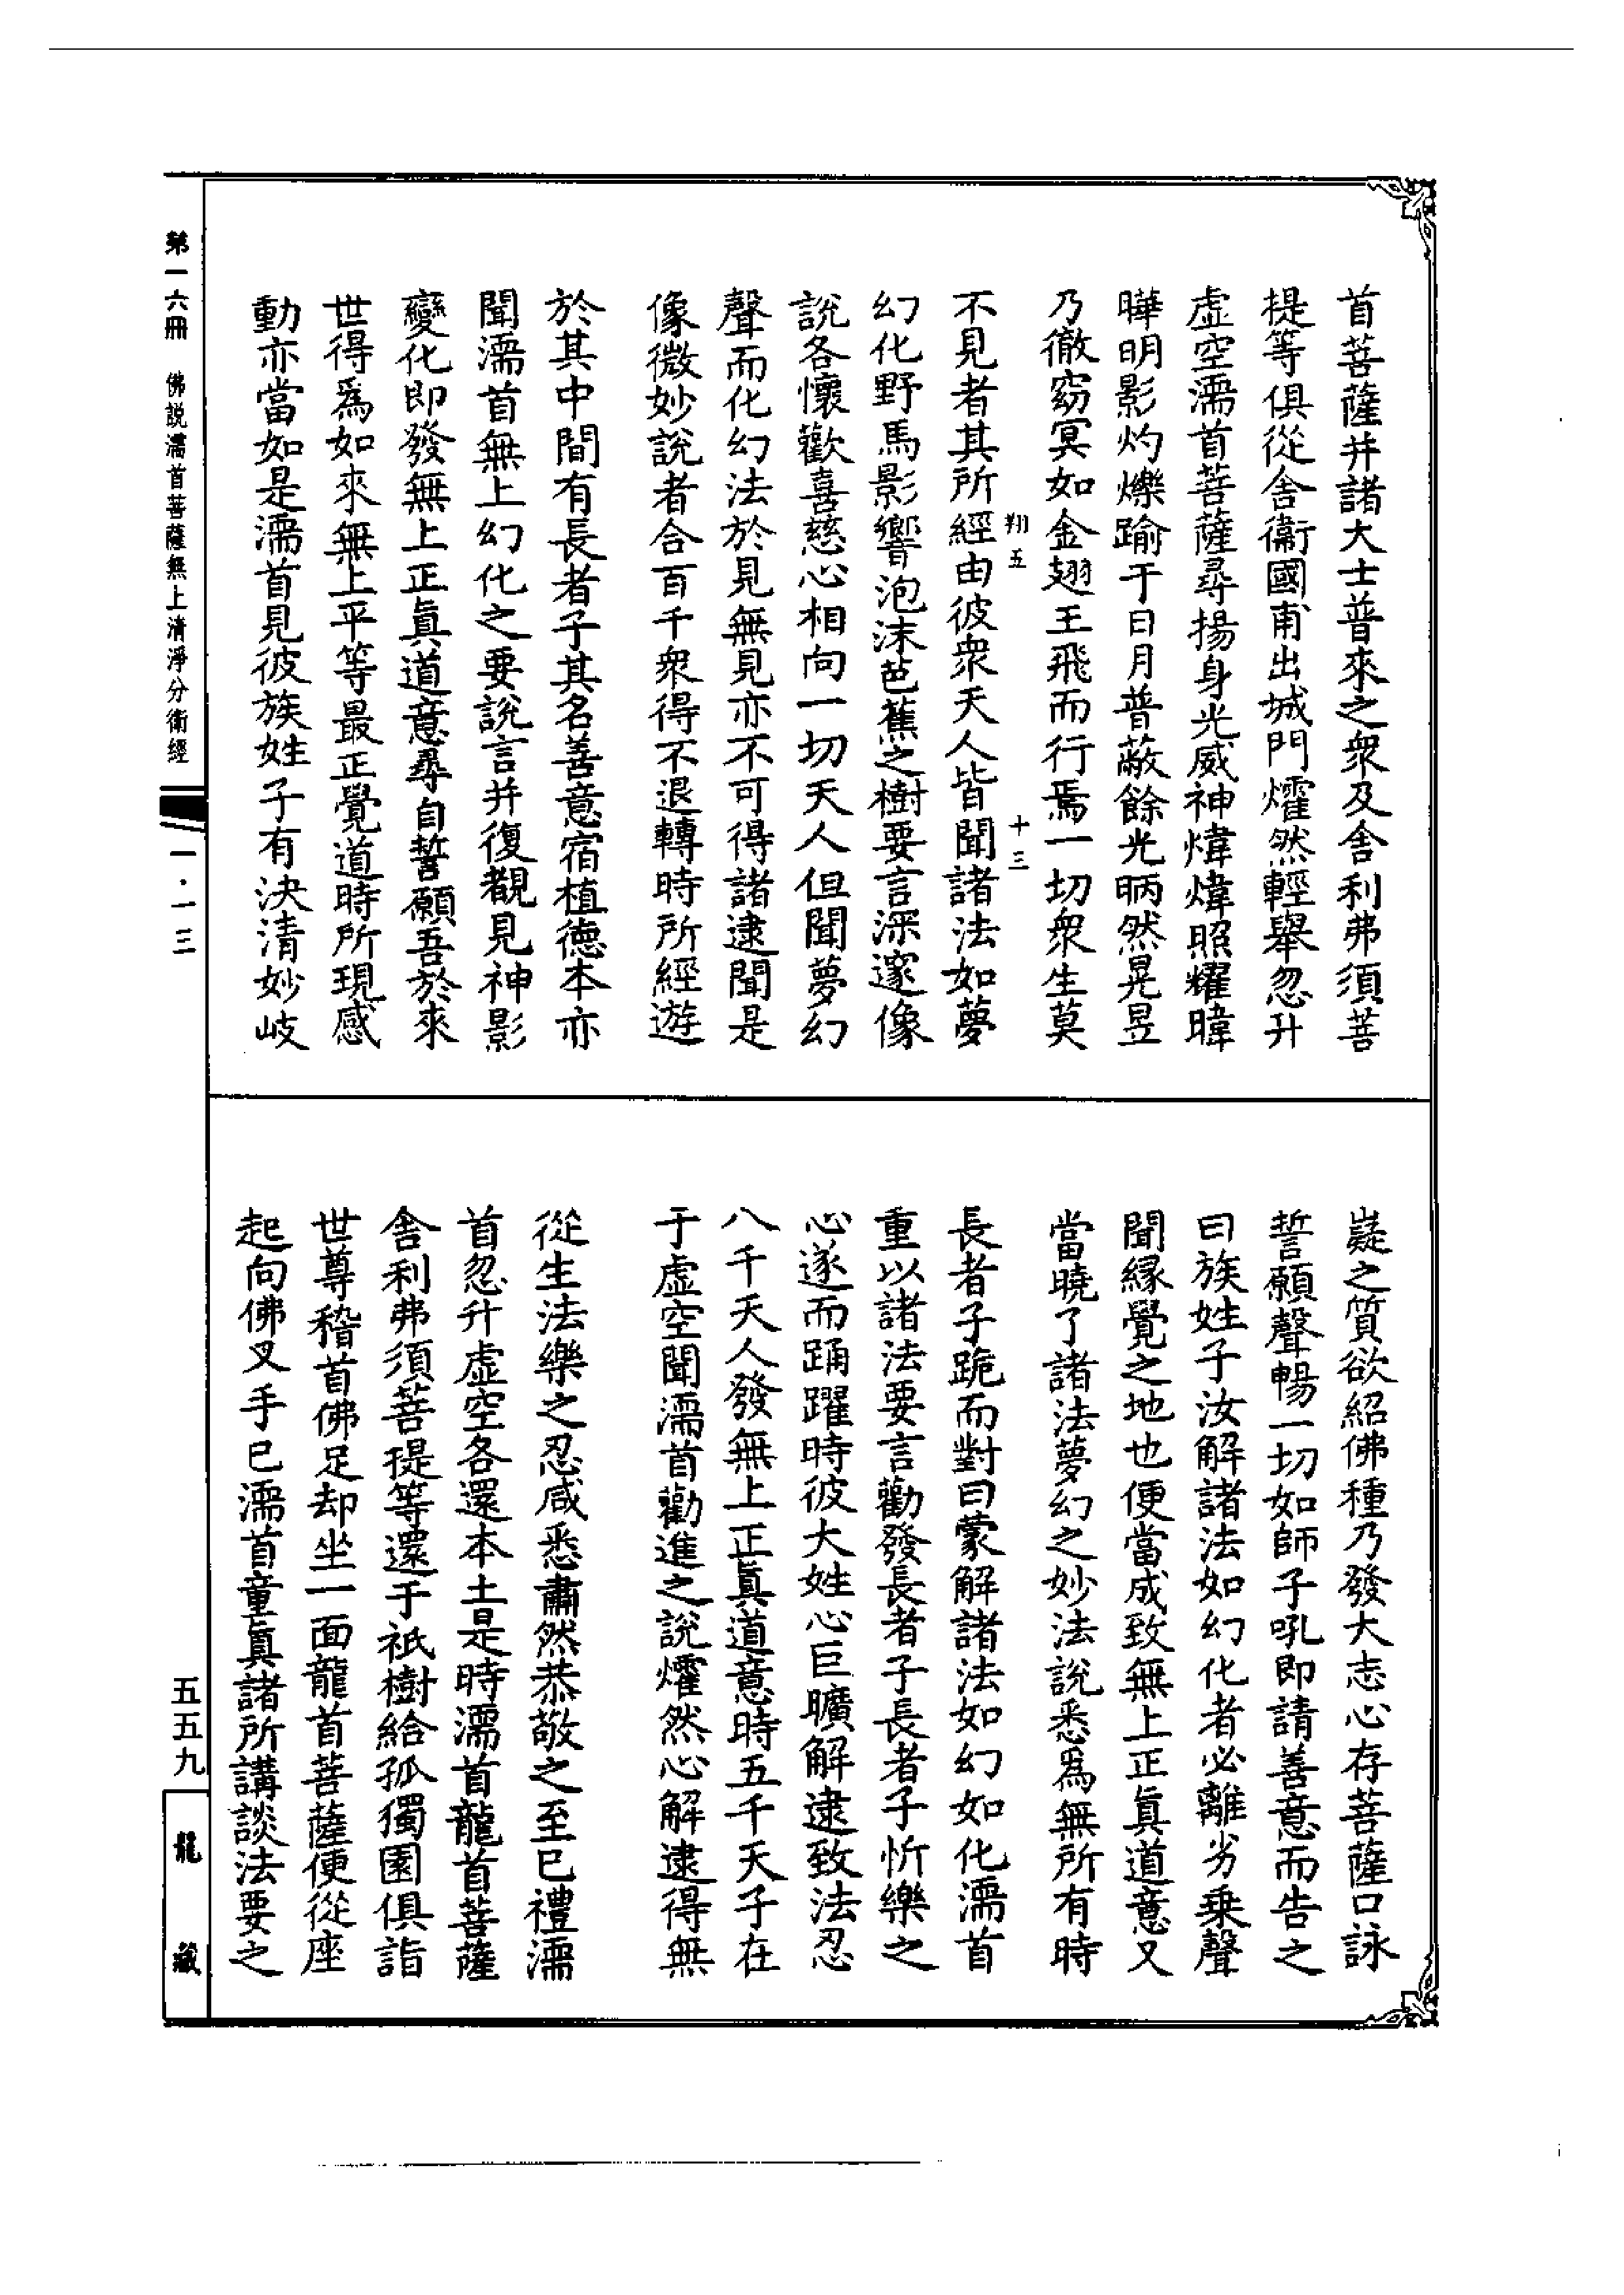 首菩薩并諸大士普來之衆及舍利弗須菩
提等俱從舍衞國甫出城門燿然輕舉忽升
虛空濡首菩薩尋揚身光威神煒煒照耀暐
曄明影灼爍踰于日月普蔽餘光昞然晃昱
乃徹窈冥如金翅王飛而行焉一切衆生莫
翔五 十三
不見者其所經由彼衆天人皆聞諸法如夢
幻化野馬影響泡沫芭蕉之樹要言深邃像
說各懷歡喜慈心相向一切天人但聞夢幻
聲而化幻法於見無見亦不可得諸逮聞是
像微妙說者合百千衆得不退轉時所經遊
於其中間有長者子其名善意宿植德本亦
聞濡首無上幻化之要說言并復覩見神影
變化即發無上正眞道意尋自誓願吾於來
世得爲如來無上平等最正覺道時所現感
動亦當如是濡首見彼族姓子有決清妙岐
嶷之質欲紹佛種乃發大志心存菩薩口詠
誓願聲暢一切如師子吼即請善意而告之
曰族姓子汝解諸法如幻化者必離劣乗聲
聞緣覺之地也便當成致無上正眞道意又
當曉了諸法夢幻之妙法說悉爲無所有時
長者子跪而對曰蒙解諸法如幻如化濡首
重以諸法要言勸發長者子長者子忻樂之
心遂而踊躍時彼大姓心巨曠解逮致法忍
八千天人發無上正眞道意時五千天子在
于虛空聞濡首勸進之說燿然心解逮得無
從生法樂之忍咸悉肅然恭敬之至已禮濡
首忽升虛空各還本土是時濡首龍首菩薩
舍利弗須菩提等還于祇樹給孤獨園俱詣
世尊稽首佛足却坐一面龍首菩薩便從座
起向佛叉手已濡首童眞諸所講談法要之
第一六冊 佛說濡首菩薩無上清淨分衛經
一·一三
五五九
龍藏